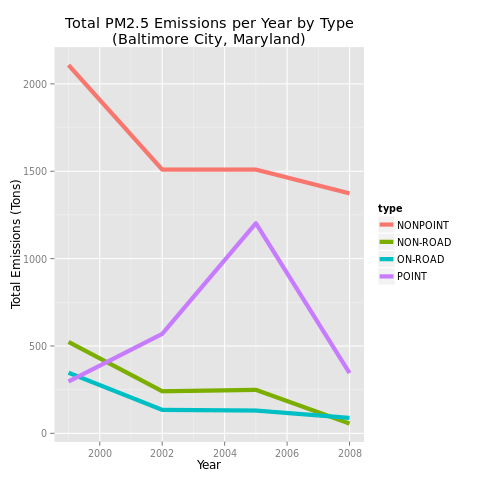 Total PM2.5 Emissions per Year by Type
(Baltimore City, Maryland)
Total Emissions (Tons)
2000
1500
1000
500
0
2000 2002 2004 2006 2008
Year
type
NONPOINT
NON-ROAD
ON-ROAD
POINT